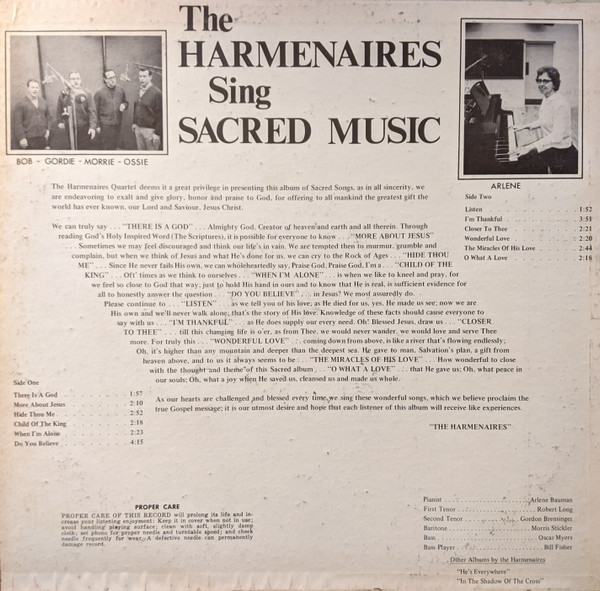 The
HARMENAIRES
Sing
SACRED MUSIC
BOB - GORDIE - MORRIE - OSSIE
ARLENE
The Harmenaires Quartet deems it a great privilege in presenting this album of Sacred Songs, as in all sincerity, we
are endeavoring to exalt and give glory, honor and praise to God, for offering to all mankind the greatest gift the
world has ever known, our Lord and Saviour, Jesus Christ.
We can truly say . . . "THERE IS A GOD" . . . Almighty God, Creator of heaven and earth and all therein. Through
reading God's Holy Inspired Word (The Scriptures), it is possible for everyone to know . . . "MORE ABOUT JESUS"
. . . Sometimes we may feel discouraged and think our life's in vain. We are tempted then to murmur, grumble and
complain, but when we think of Jesus and what He's done for us, we can cry to the Rock of Ages . . . "HIDE THOU
ME" . . . Since He never fails His own, we can wholeheartedly say, Praise God, Praise God, I'm a . . . "CHILD OF THE
KING" . . . Oft' times as we think to ourselves . . . "WHEN I'M ALONE" . . . is when we like to kneel and pray, for
we feel so close to God that way; just to hold His hand in ours and to know that He is real, is sufficient evidence for
all to honestly answer the question . . . "DO YOU BELIEVE" . . . in Jesus? We most assuredly do.
Please continue to . . . "LISTEN" . . . as we tell you of his love; as He died for us, yes, He made us see; now we are
His own and we'll never walk alone; that's the story of His love. Knowledge of these facts should cause everyone to
say with us . . . "I'M THANKFUL" . . . as He does supply our every need. Oh! Blessed Jesus, draw us . . . "CLOSER
TO THEE" . . . till this changing life is o'er, as from Thee, we would never wander, we would love and serve Thee
more. For truly this . . . "WONDERFUL LOVE" . . . coming down from above, is like a river that's flowing endlessly;
Oh, it's higher than any mountain and deeper than the deepest sea. He gave to man, Salvation's plan, a gift from
heaven above, and to us it always seems to be . . . "THE MIRACLES OF HIS LOVE" . . . How wonderful to close
with the thought and theme of this Sacred album . . . "O WHAT A LOVE" . . . that He gave us; Oh, what peace in
our souls; Oh, what a joy when He saved us, cleansed us and made us whole.
As our hearts are challenged and blessed every time we sing these wonderful songs, which we believe proclaim the
true Gospel message; it is our utmost desire and hope that each listener of this album will receive like experiences.
"THE HARMENAIRES"
Side Two
Listen . . . 1:52
I'm Thankful . . . 3:51
Closer To Thee . . . 2:21
Wonderful Love . . . 2:20
The Miracles Of His Love . . . 2:44
O What A Love . . . 2:18
Side One
There Is A God . . . 1:57
More About Jesus . . . 2:10
Hide Thou Me . . . 2:52
Child Of The King . . . 2:18
When I'm Alone . . . 2:23
Do You Believe . . . 4:15
PROPER CARE
PROPER CARE OF THIS RECORD will prolong its life and in-
crease your listening enjoyment: Keep it in cover when not in use;
avoid handling playing surface; clean with soft, slightly damp
cloth; set phono for proper needle and turntable speed; and check
needle frequently for wear. A defective needle can permanently
damage record.
Pianist . . . Arlene Bauman
First Tenor . . . Robert Long
Second Tenor . . . Gordon Brensinger
Baritone . . . Morris Stickler
Bass . . . Oscar Myers
Bass Player . . . Bill Fisher
Other Albums by the Harmenaires
"He's Everywhere"
"In The Shadow Of The Cross"